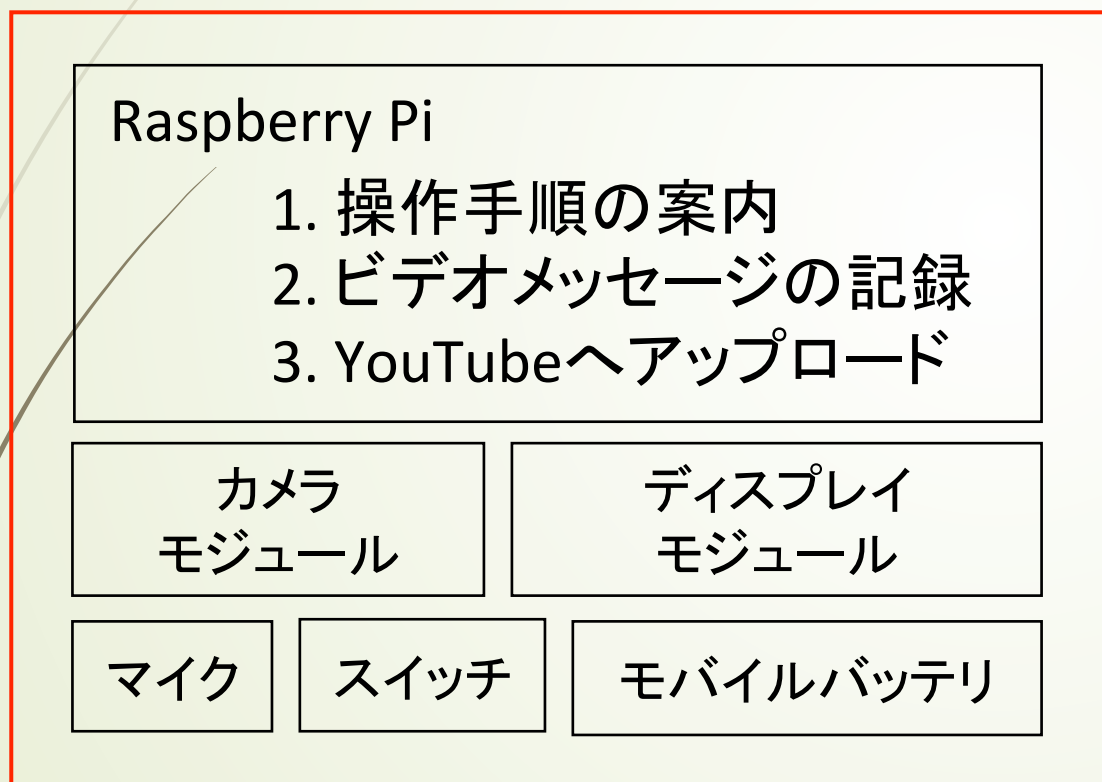 Raspberry Pi
1. 操作手順の案内
2. ビデオメッセージの記録
3. YouTubeへアップロード
カメラ
モジュール
ディスプレイ
モジュール
マイク
スイッチ
モバイルバッテリ